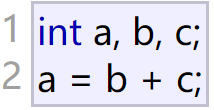 1 int a, b, c;
2 a = b + c;